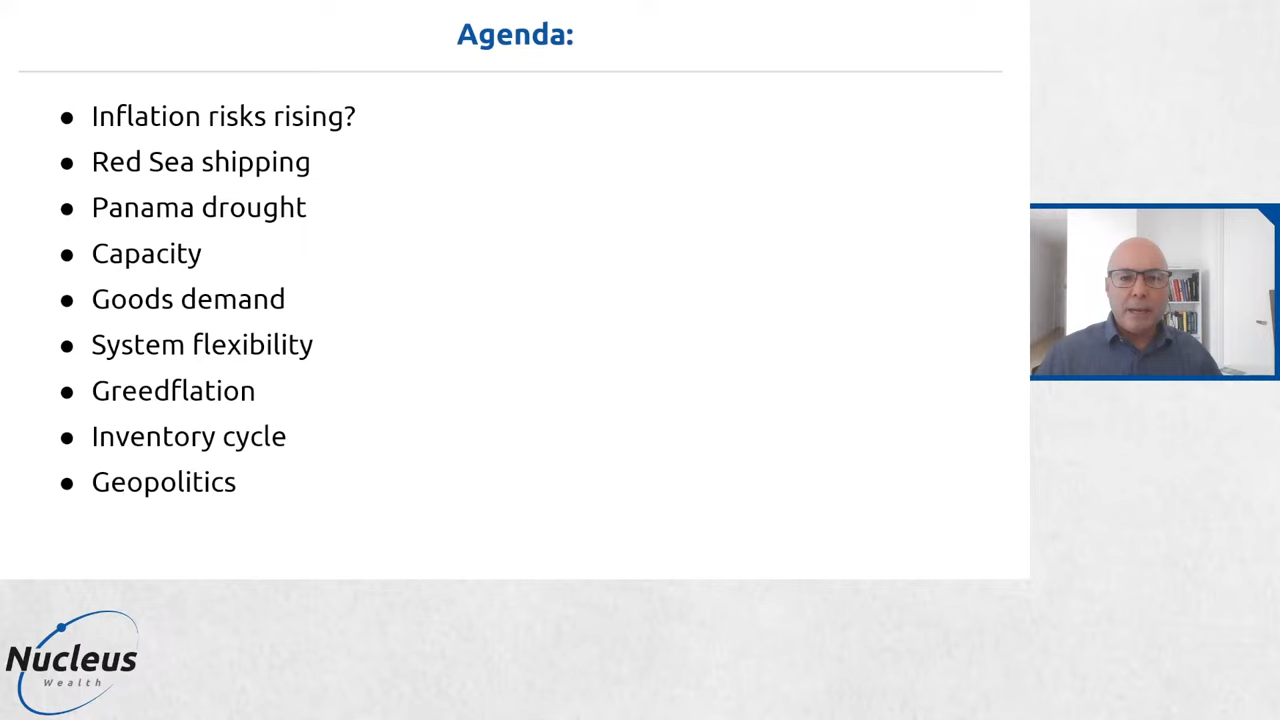 Agenda:
● Inflation risks rising?
● Red Sea shipping
● Panama drought
● Capacity
● Goods demand
● System flexibility
● Greedflation
● Inventory cycle
● Geopolitics
Nucleus
Wealth